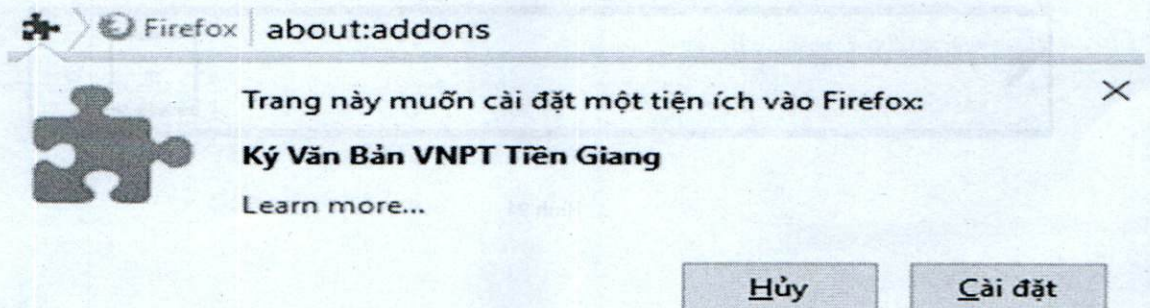 Firefox about:addons
Trang này muốn cài đặt một tiện ích vào Firefox:
Ký Văn Bản VNPT Tiền Giang
Learn more...
Hủy Cài đặt